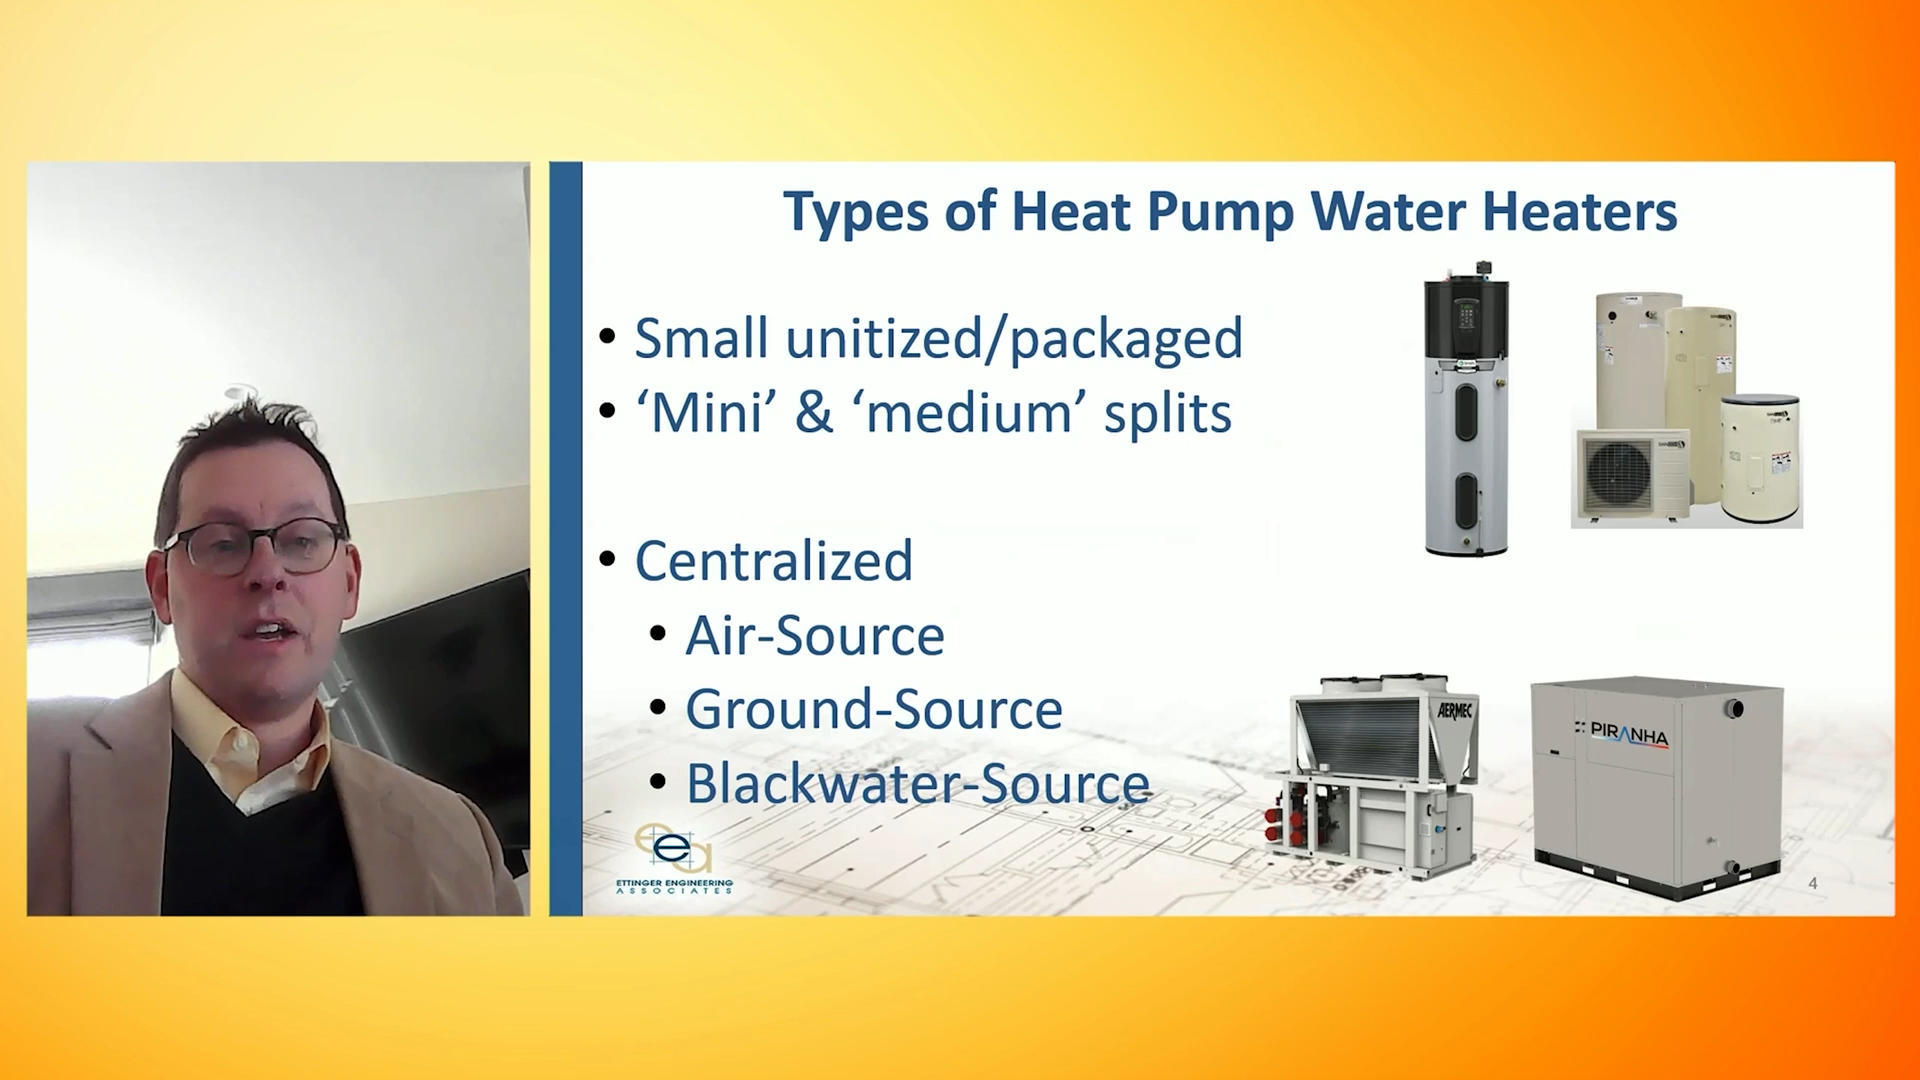 Types of Heat Pump Water Heaters
• Small unitized/packaged
• ‘Mini’ & ‘medium’ splits
• Centralized
• Air-Source
• Ground-Source
• Blackwater-Source
AERMEC
PIRANHA
eea
ETTINGER ENGINEERING
ASSOCIATES
4